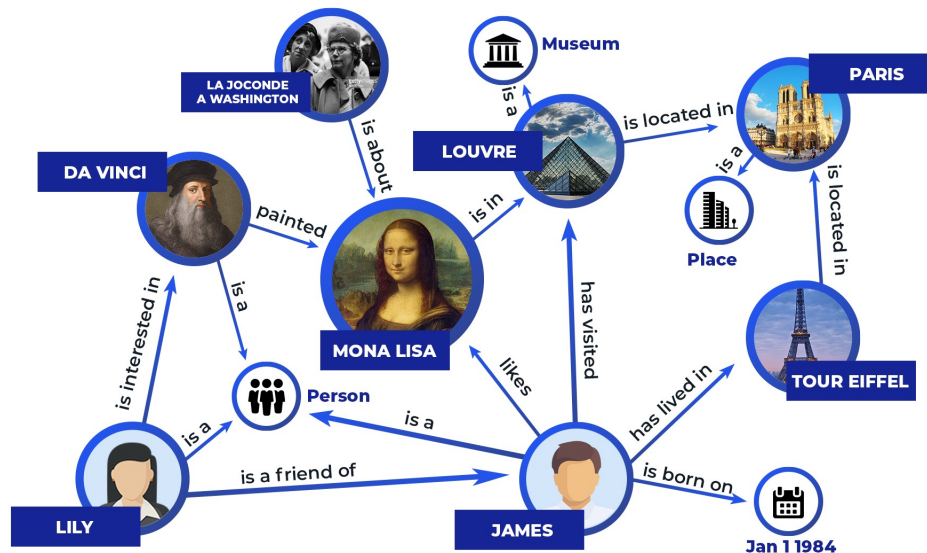 Museum
PARIS
LA JOCONDE
A WASHINGTON
is a
is located in
is about
LOUVRE
DA VINCI
is a
is located in
painted
is in
Place
is a
has visited
is interested in
MONA LISA
likes
TOUR EIFFEL
Person
has lived in
is a
is a
is a friend of
is born on
LILY
JAMES
Jan 1 1984